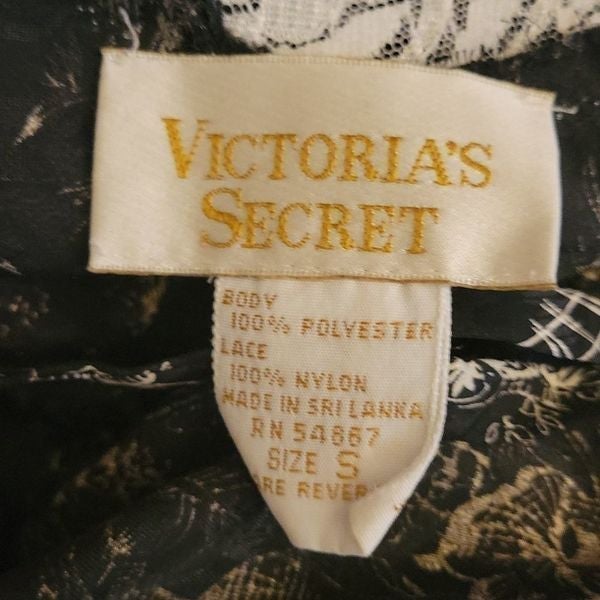 VICTORIA'S
SECRET
BODY
100% POLYESTER
LACE
100% NYLON
MADE IN SRI LANKA
RN 54867
SIZE S